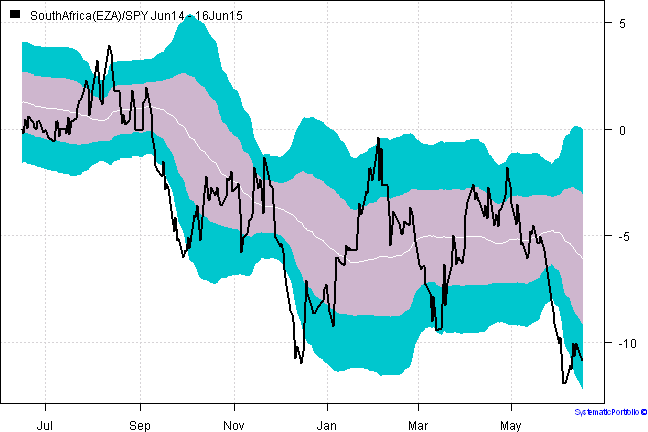 SouthAfrica(EZA)/SPY Jun14 - 16Jun15
5
0
-5
-10
Jul Sep Nov Jan Mar May
SystematicPortfolio ©